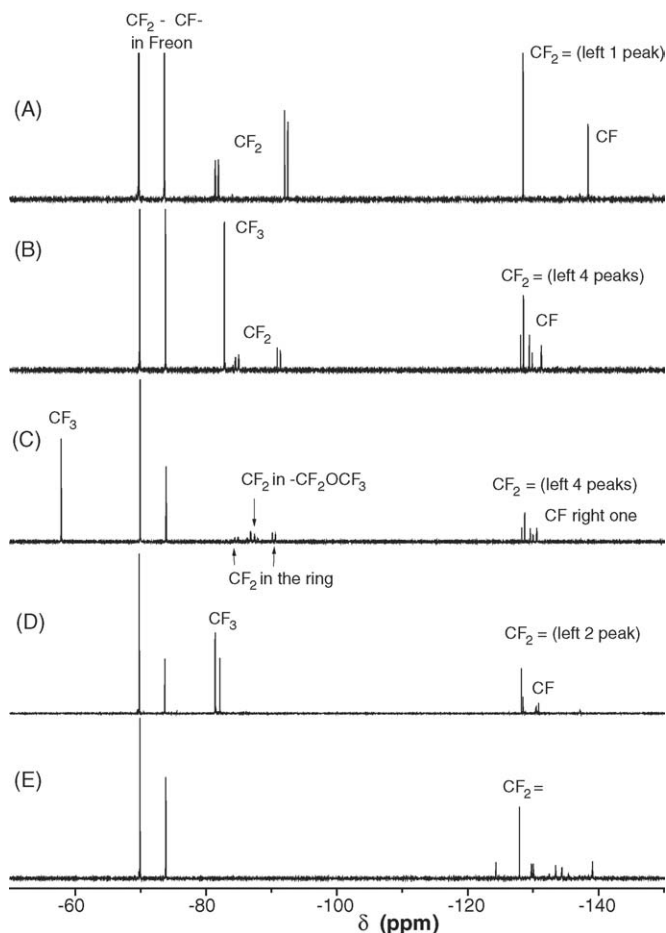 CF₂ - CF-
in Freon
CF₂ = (left 1 peak)
(A)
CF₂
CF
CF₃
(B)
CF₂ = (left 4 peaks)
CF₂
CF
CF₃
(C)
CF₂ in -CF₂OCF₃
CF₂ = (left 4 peaks)
CF right one
CF₂ in the ring
(D)
CF₃
CF₂ = (left 2 peak)
CF
(E)
CF₂ =
-60 -80 -100 -120 -140
δ (ppm)